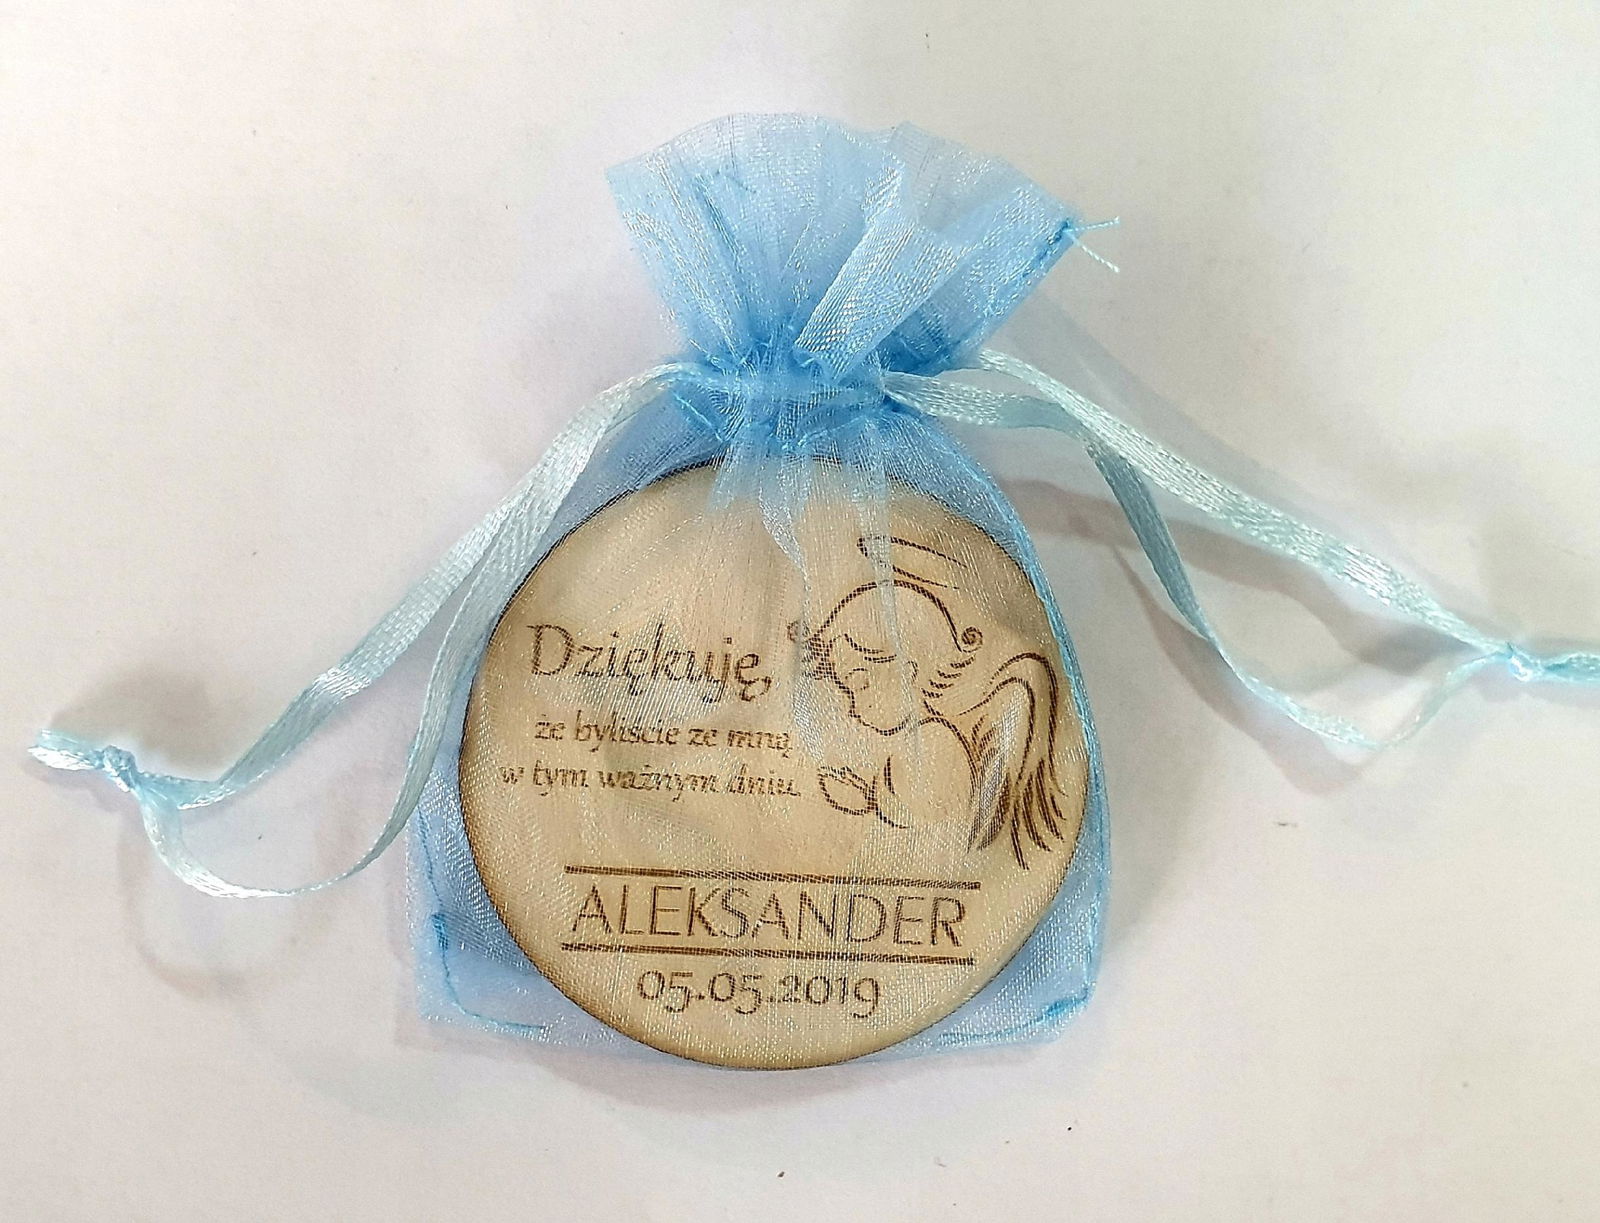 Dziękuję,
że byliście ze mną
w tym ważnym dniu.
ALEKSANDER
05.05.2019